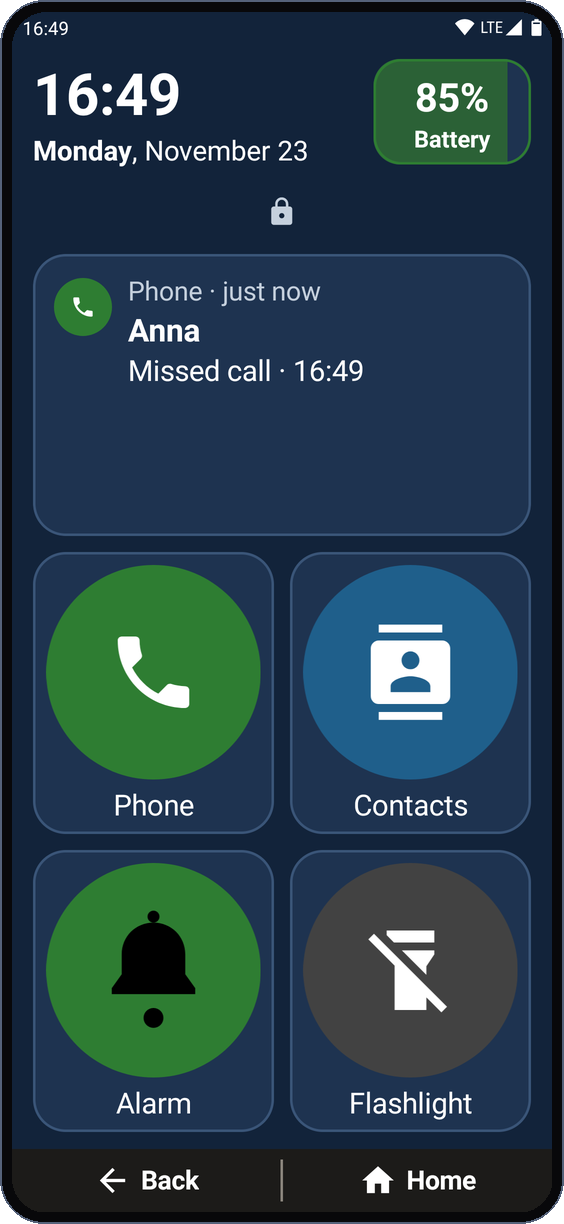 16:49 LTE
16:49
85%
Monday, November 23
Battery
Phone · just now
Anna
Missed call · 16:49
Phone Contacts
Alarm Flashlight
Back Home